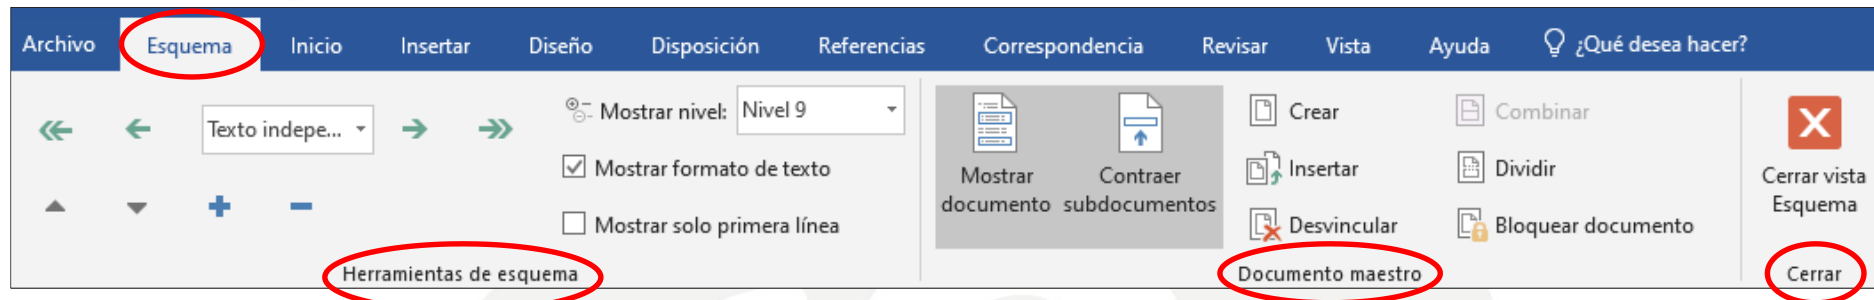 Archivo Esquema Inicio Insertar Diseño Disposición Referencias Correspondencia Revisar Vista Ayuda ¿Qué desea hacer?
Texto indepe...
Mostrar nivel: Nivel 9
Mostrar formato de texto
Mostrar solo primera línea
Herramientas de esquema
Mostrar
documento
Contraer
subdocumentos
Crear
Insertar
Desvincular
Combinar
Dividir
Bloquear documento
Documento maestro
Cerrar vista
Esquema
Cerrar